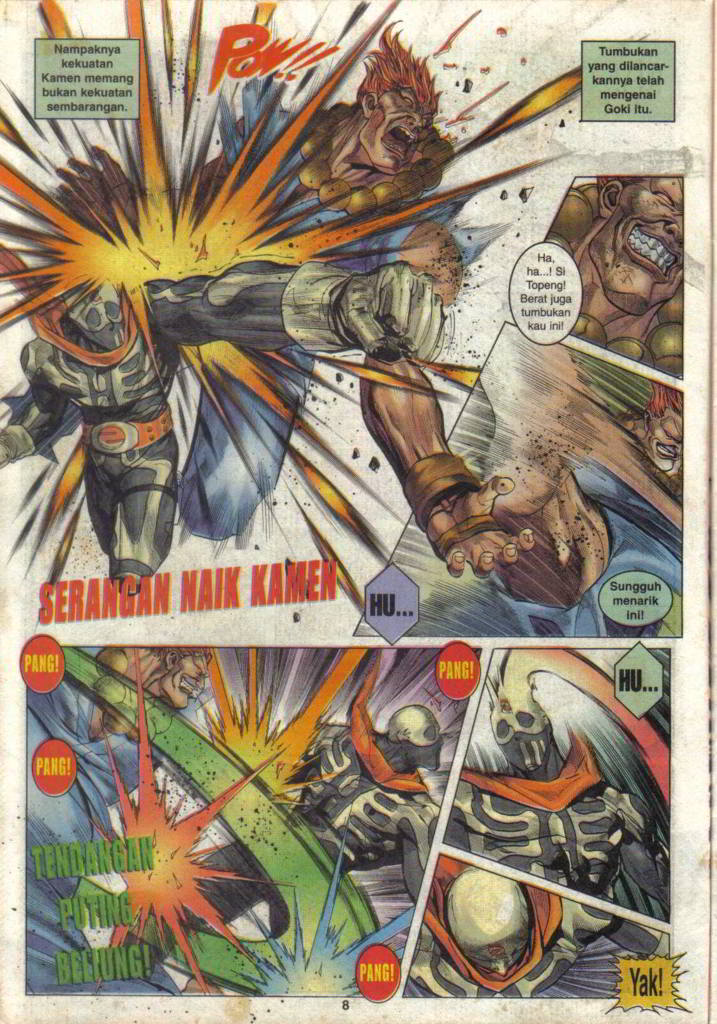 Nampaknya
kekuatan
Kamen memang
bukan kekuatan
sembarangan.
POW!!
Tumbukan
yang dilancar-
kannya telah
mengenai
Goki itu.
Ha,
ha...! Si
Topeng!
Berat juga
tumbukan
kau ini!
SERANGAN NAIK KAMEN
HU...
Sungguh
menarik
ini!
PANG!
PANG!
PANG!
HU...
TENDANGAN
PUTING
BELIUNG!
PANG!
Yak!
8